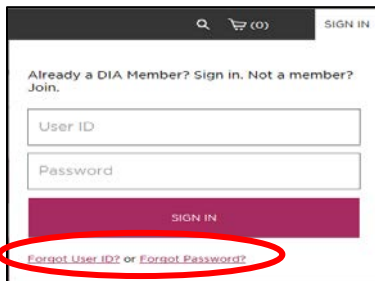 (0) SIGN IN
Already a DIA Member? Sign in. Not a member?
Join.
User ID
Password
SIGN IN
Forgot User ID? or Forgot Password?